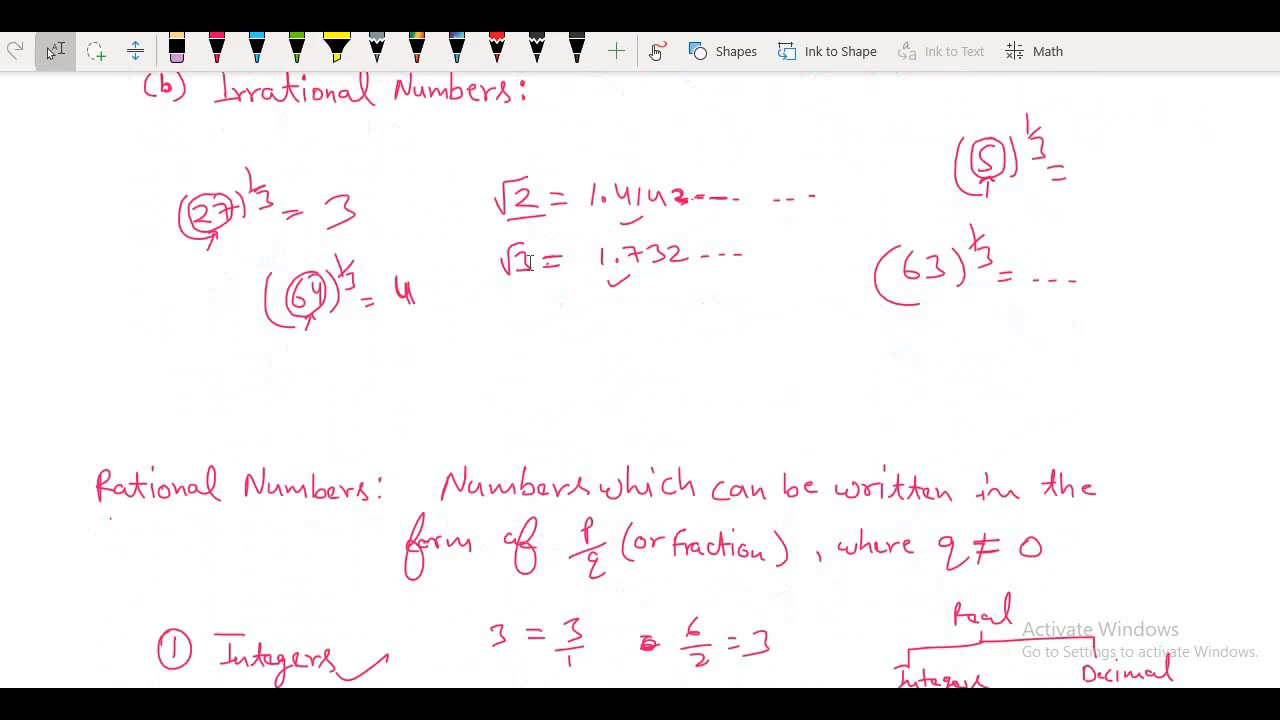 Shapes Ink to Shape Ink to Text Math
(b) Irrational Numbers:
(5)^1/3 =
(27)^1/3 = 3
√2 = 1.4142---- ---
√3 = 1.732---
(63)^1/3 = ----
(64)^1/3 = 4
Rational Numbers: Numbers which can be written in the
form of p/q (or fraction), where q ≠ 0
Real
① Integers 3 = 3/1 6/2 = 3
Activate Windows
Go to Settings to activate Windows.
Integers Decimal